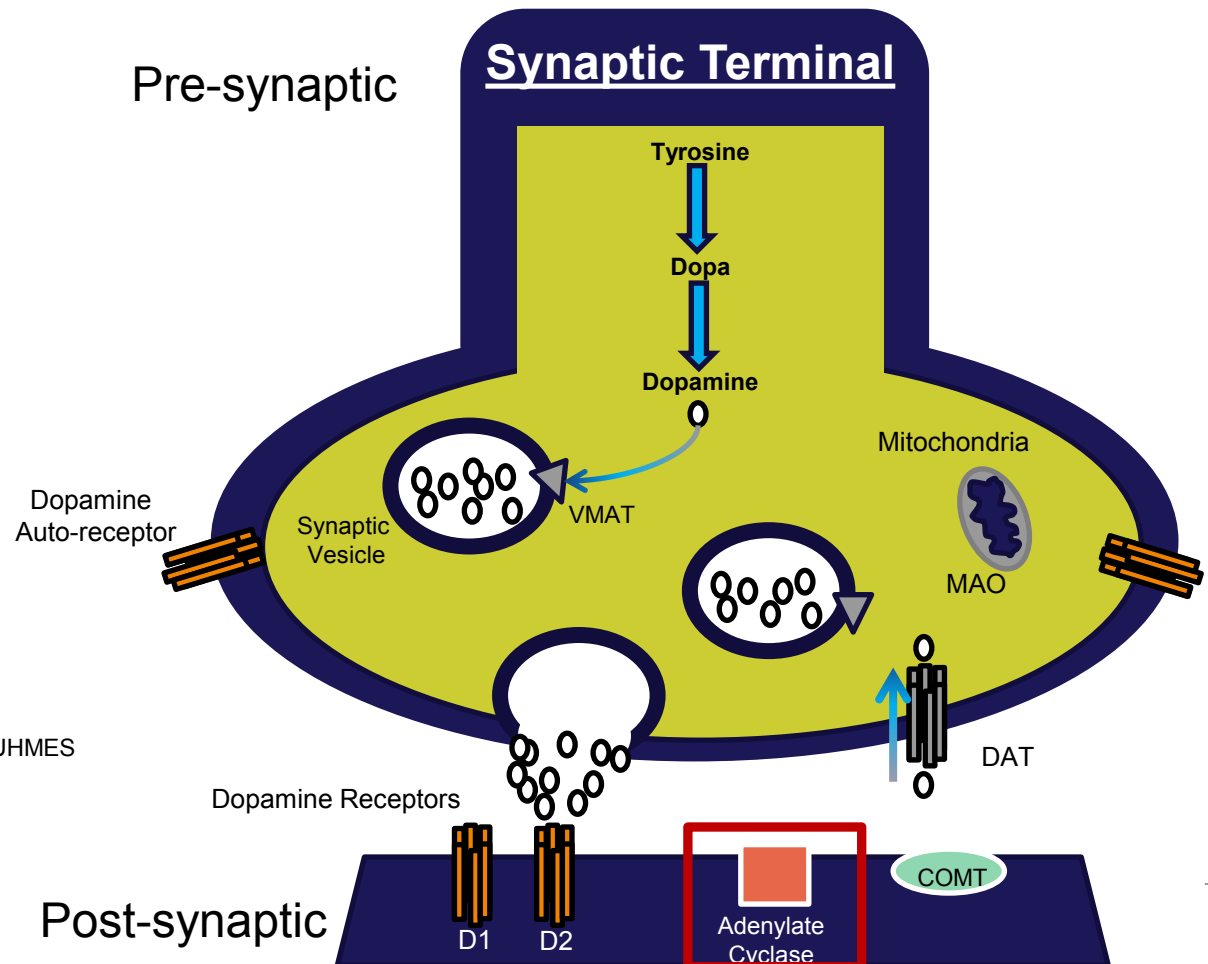 Synaptic Terminal
Pre-synaptic
Tyrosine
Dopa
Dopamine
Mitochondria
Dopamine
Auto-receptor
Synaptic
Vesicle
VMAT
MAO
UHMES
DAT
Dopamine Receptors
COMT
Post-synaptic
D1
D2
Adenylate
Cyclase